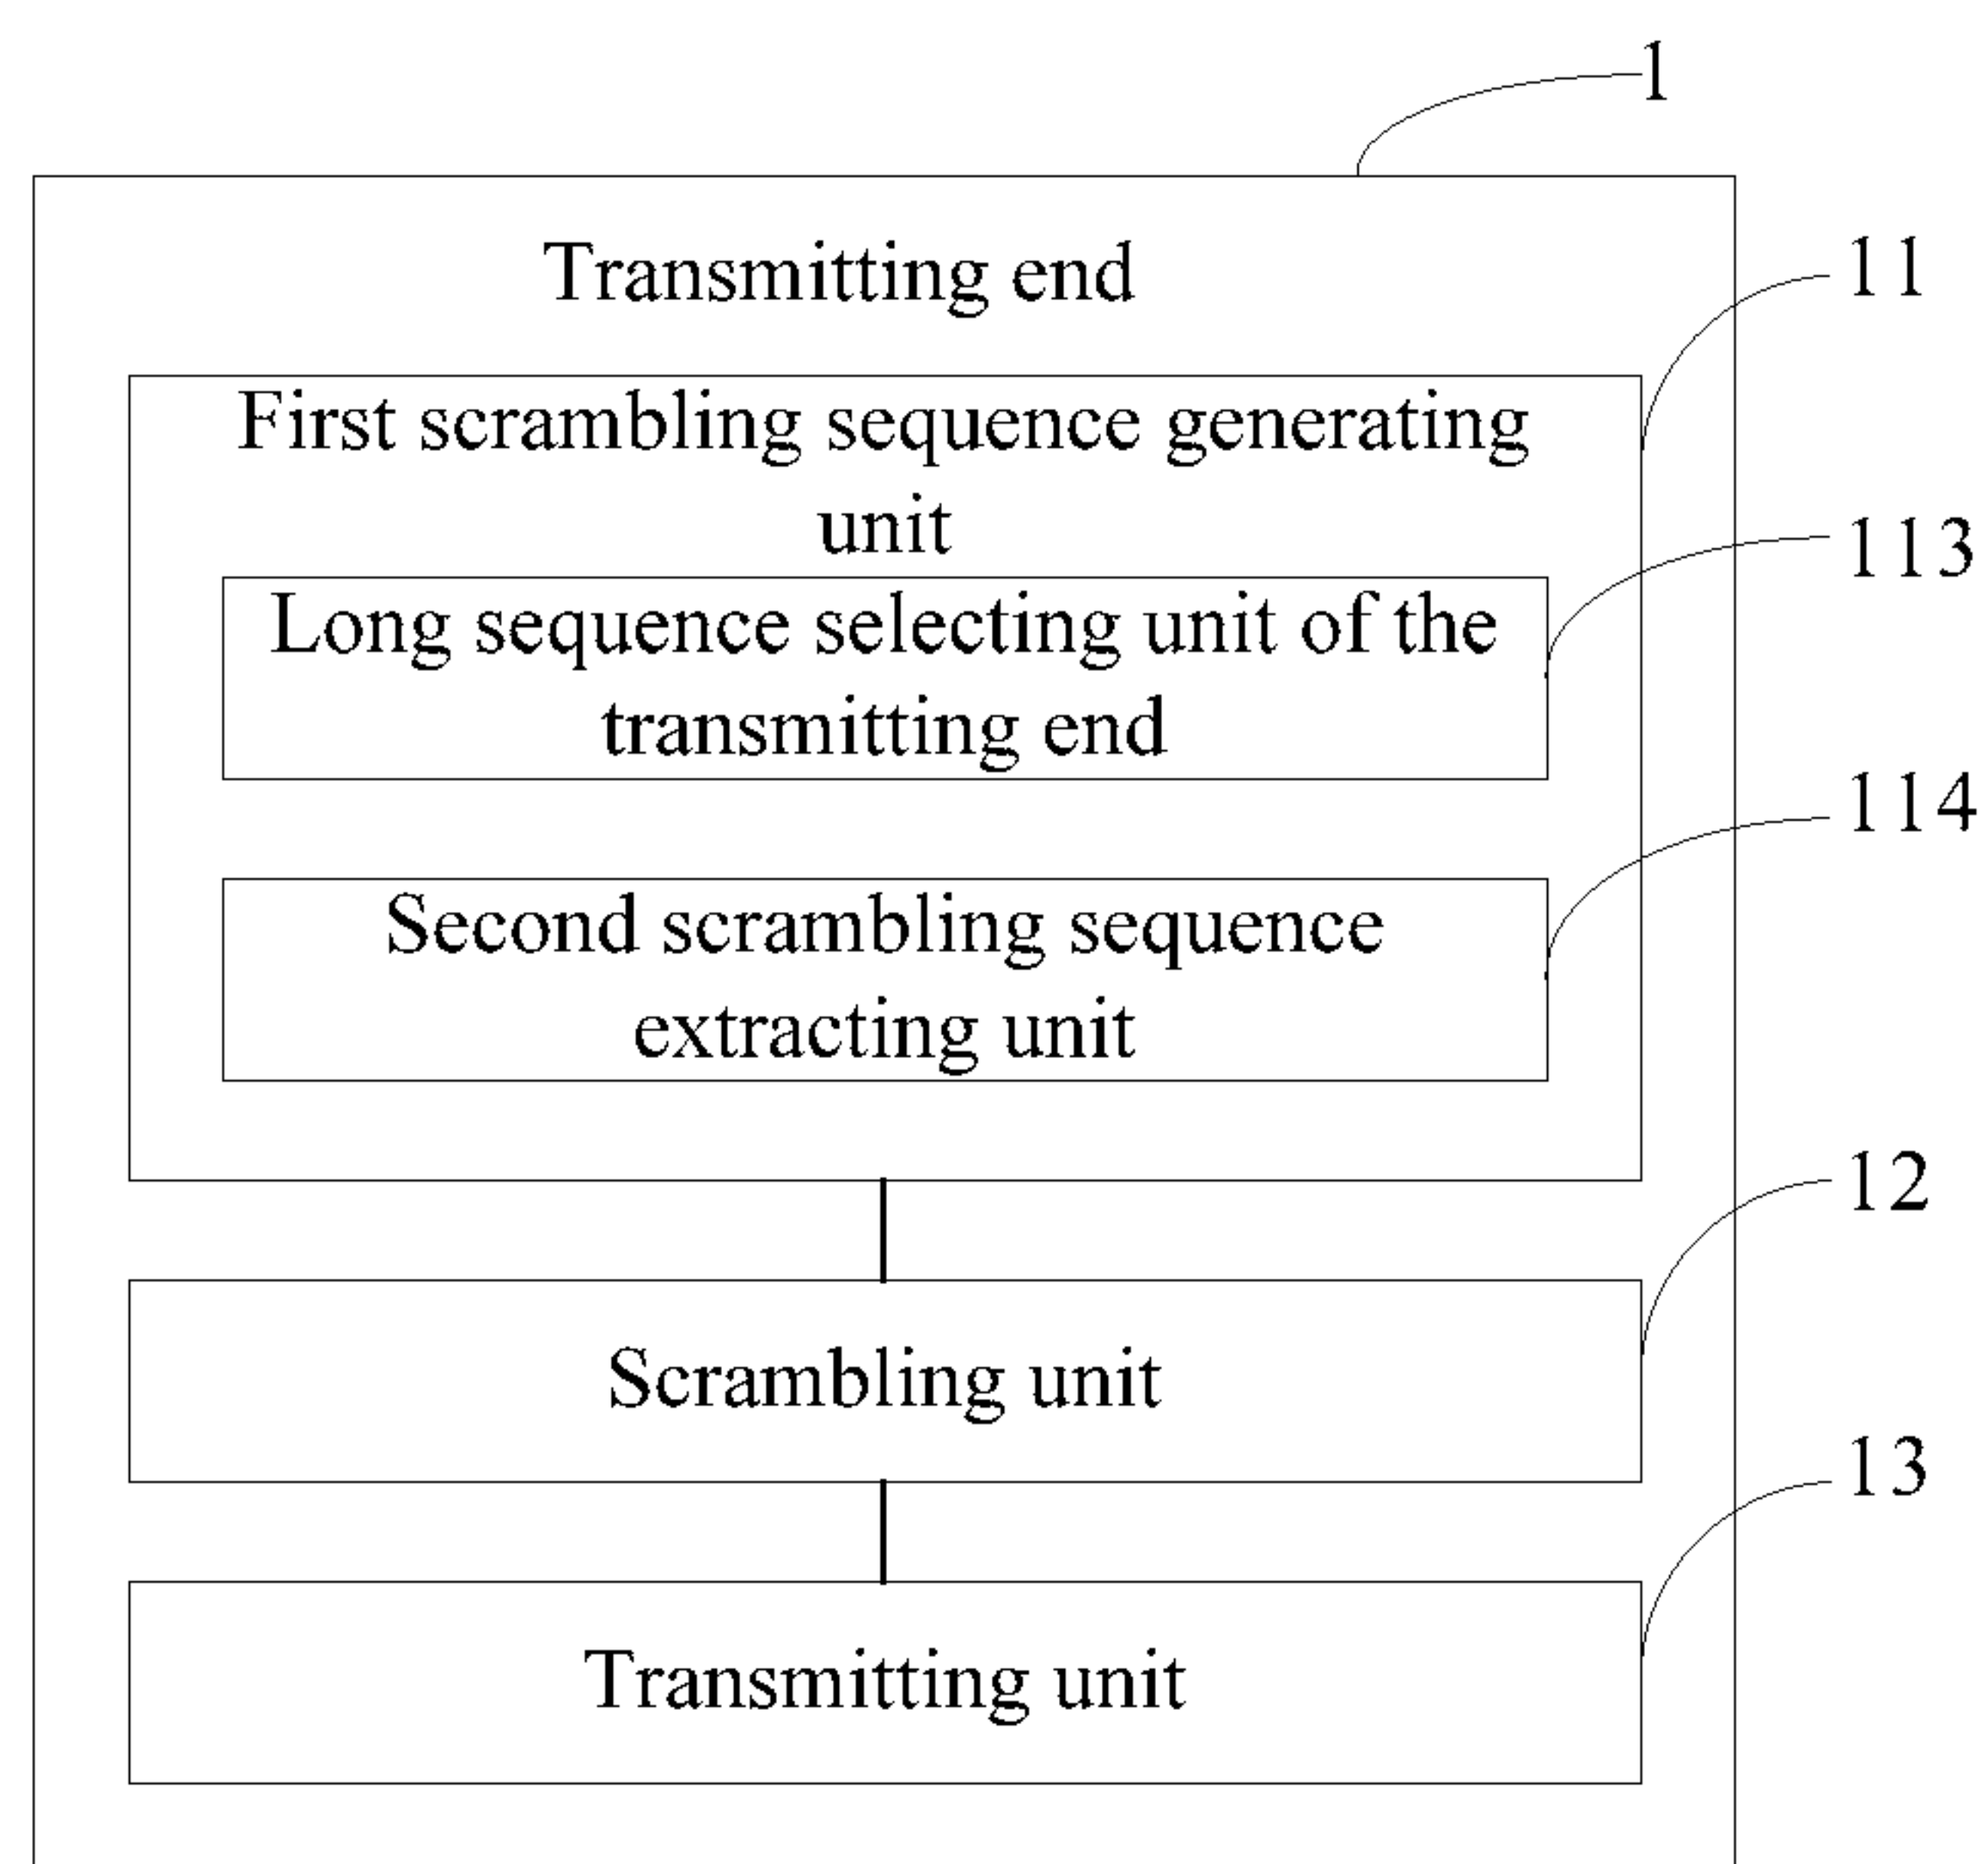 1
Transmitting end
11
First scrambling sequence generating
unit
113
Long sequence selecting unit of the
transmitting end
114
Second scrambling sequence
extracting unit
12
Scrambling unit
13
Transmitting unit